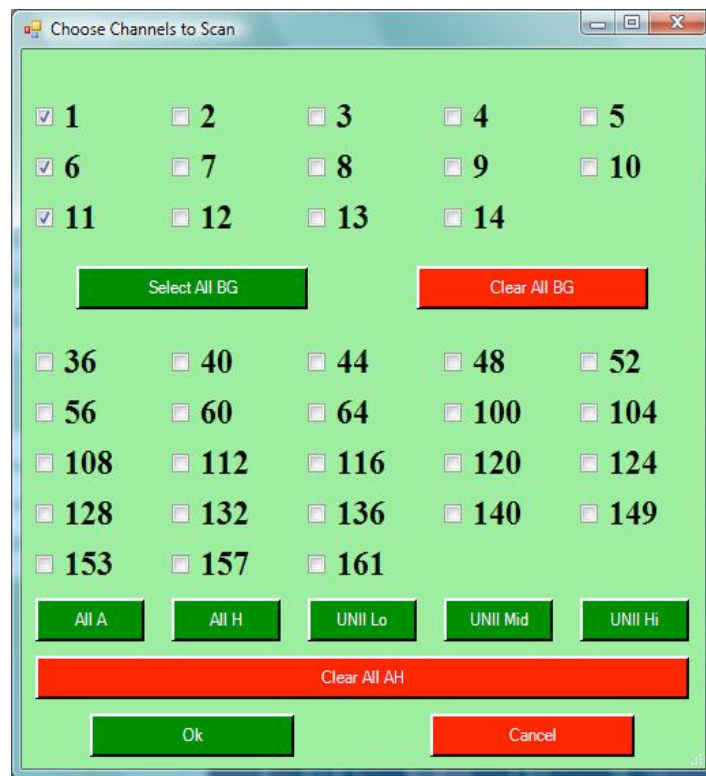 Choose Channels to Scan
1 2 3 4 5
6 7 8 9 10
11 12 13 14
Select All BG Clear All BG
36 40 44 48 52
56 60 64 100 104
108 112 116 120 124
128 132 136 140 149
153 157 161
All A All H UNII Lo UNII Mid UNII Hi
Clear All AH
Ok Cancel